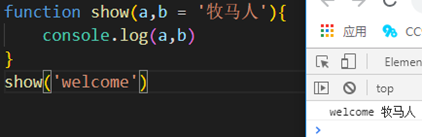 function show(a,b = '牧马人'){
    console.log(a,b)
}
show('welcome')
应用
CC
Elemen
top
welcome 牧马人